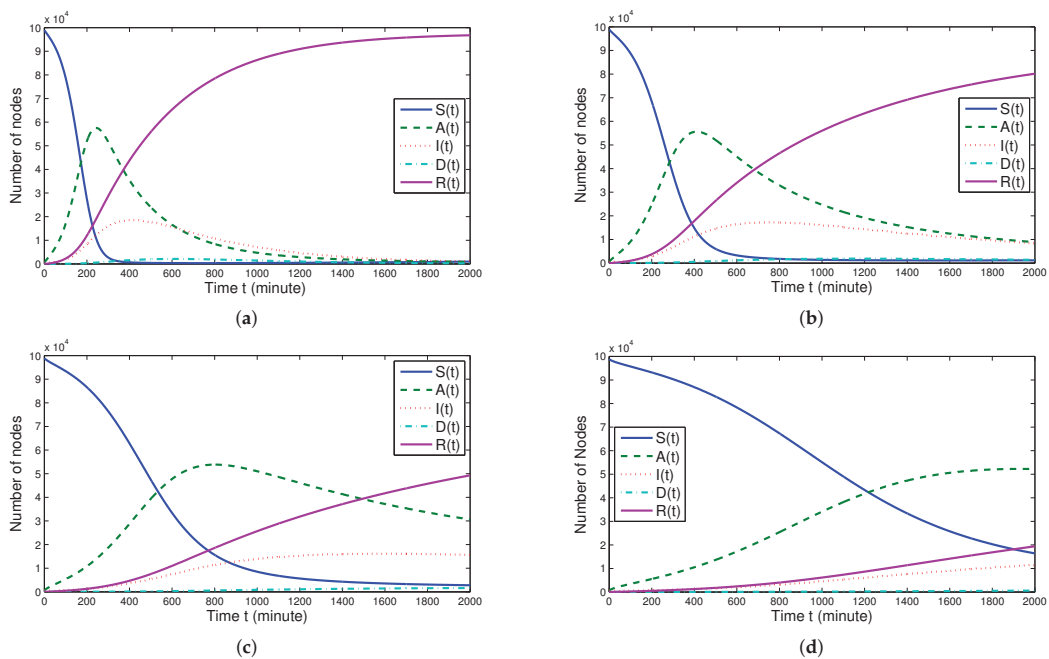 x 10^4
10
9
8
7
6
5
4
3
2
1
0
Number of nodes
S(t)
A(t)
I(t)
D(t)
R(t)
0 200 400 600 800 1000 1200 1400 1600 1800 2000
Time t (minute)
(a)
x 10^4
10
9
8
7
6
5
4
3
2
1
0
Number of nodes
S(t)
A(t)
I(t)
D(t)
R(t)
0 200 400 600 800 1000 1200 1400 1600 1800 2000
Time t (minute)
(b)
x 10^4
10
9
8
7
6
5
4
3
2
1
0
Number of nodes
S(t)
A(t)
I(t)
D(t)
R(t)
0 200 400 600 800 1000 1200 1400 1600 1800 2000
Time t (minute)
(c)
x 10^4
10
9
8
7
6
5
4
3
2
1
0
Number of Nodes
S(t)
A(t)
I(t)
D(t)
R(t)
0 200 400 600 800 1000 1200 1400 1600 1800 2000
Time t (minute)
(d)